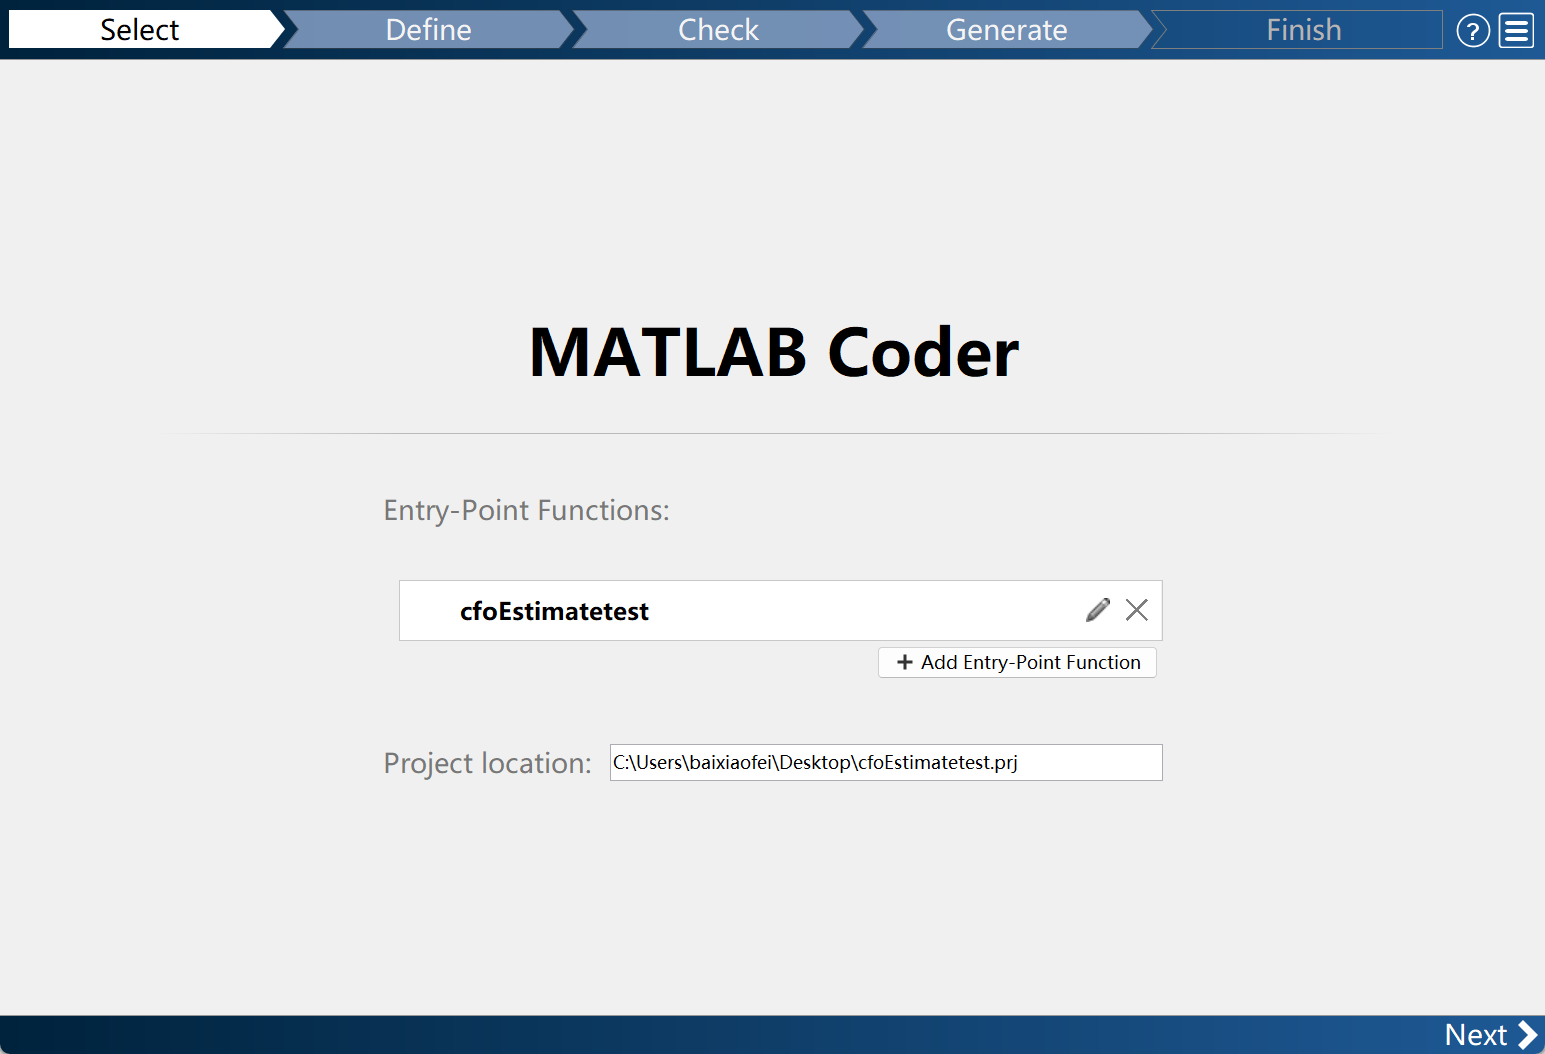 Select
Define
Check
Generate
Finish
?
MATLAB Coder
Entry-Point Functions:
cfoEstimatetest
+ Add Entry-Point Function
Project location:
C:\Users\baixiaofei\Desktop\cfoEstimatetest.prj
Next